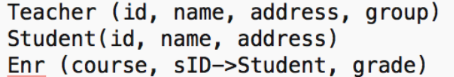 Teacher (id, name, address, group)
Student(id, name, address)
Enr (course, sID->Student, grade)